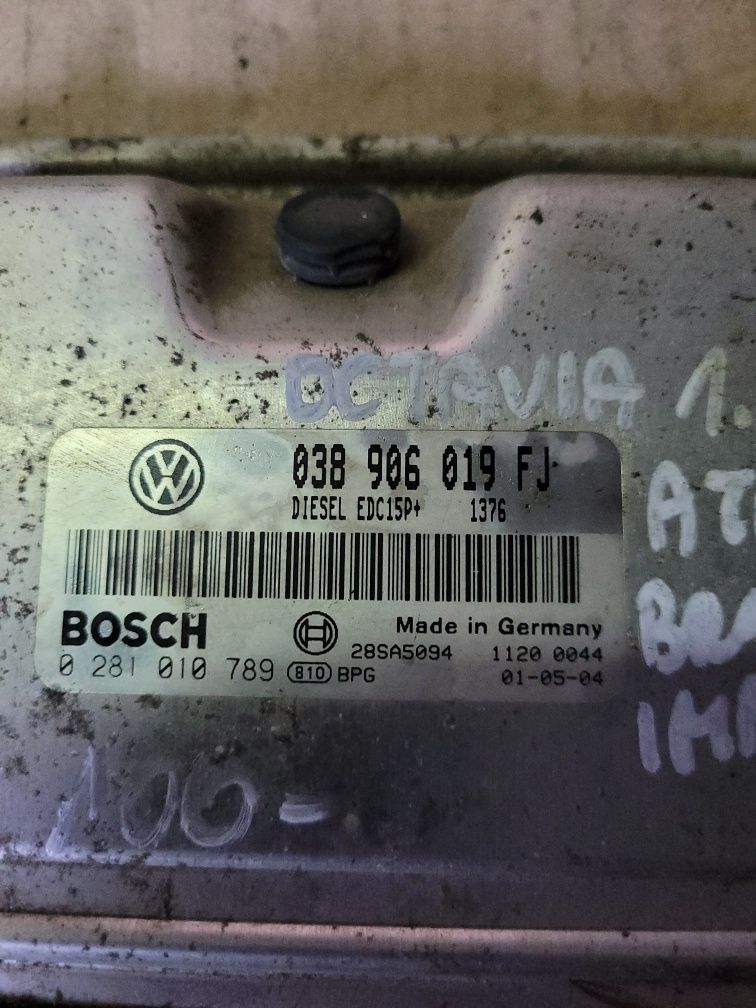 OCTAVIA 1.
038 906 019 FJ
DIESEL EDC15P+ 1376
BOSCH
Made in Germany
28SA5094 1120 0044
0 281 010 789 810 BPG 01-05-04
100-